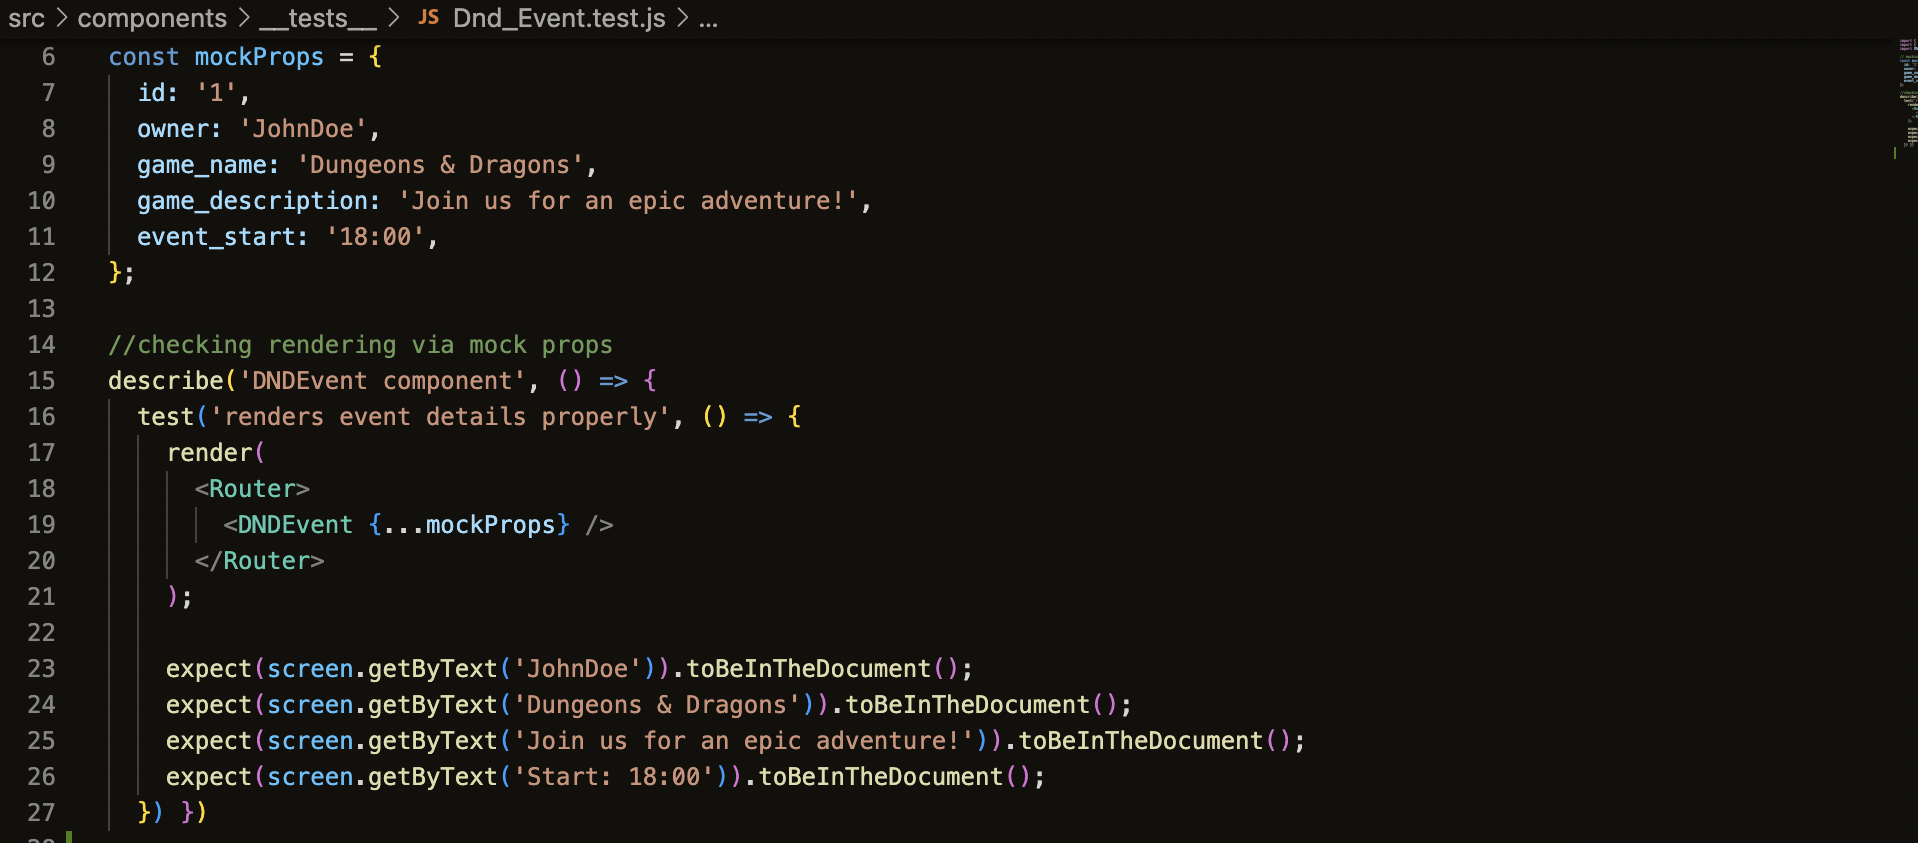 src > components > __tests__ > JS Dnd_Event.test.js > ...
6 const mockProps = {
7 id: '1',
8 owner: 'JohnDoe',
9 game_name: 'Dungeons & Dragons',
10 game_description: 'Join us for an epic adventure!',
11 event_start: '18:00',
12 };
13
14 //checking rendering via mock props
15 describe('DNDEvent component', () => {
16 test('renders event details properly', () => {
17 render(
18 <Router>
19 <DNDEvent {...mockProps} />
20 </Router>
21 );
22
23 expect(screen.getByText('JohnDoe')).toBeInTheDocument();
24 expect(screen.getByText('Dungeons & Dragons')).toBeInTheDocument();
25 expect(screen.getByText('Join us for an epic adventure!')).toBeInTheDocument();
26 expect(screen.getByText('Start: 18:00')).toBeInTheDocument();
27 }) })